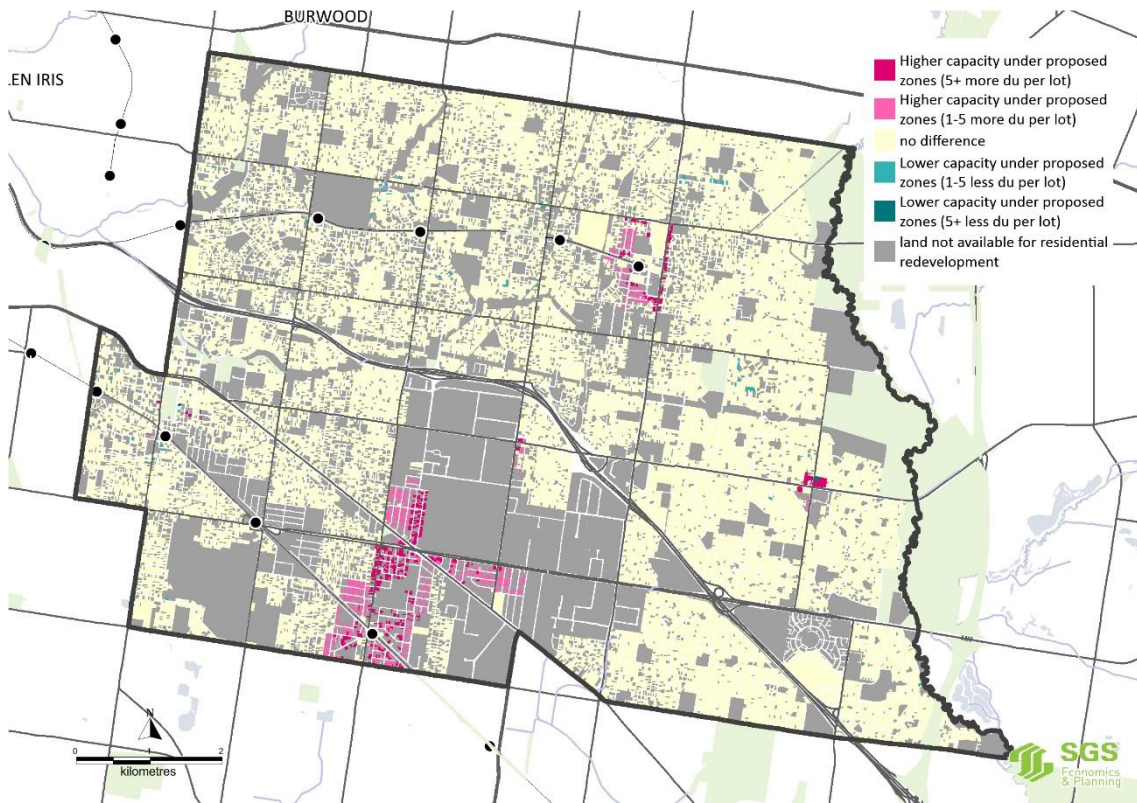 BURWOOD
LEN IRIS
Higher capacity under proposed
zones (5+ more du per lot)
Higher capacity under proposed
zones (1-5 more du per lot)
no difference
Lower capacity under proposed
zones (1-5 less du per lot)
Lower capacity under proposed
zones (5+ less du per lot)
land not available for residential
redevelopment
N
0 1 2
kilometres
SGS
Economics
& Planning